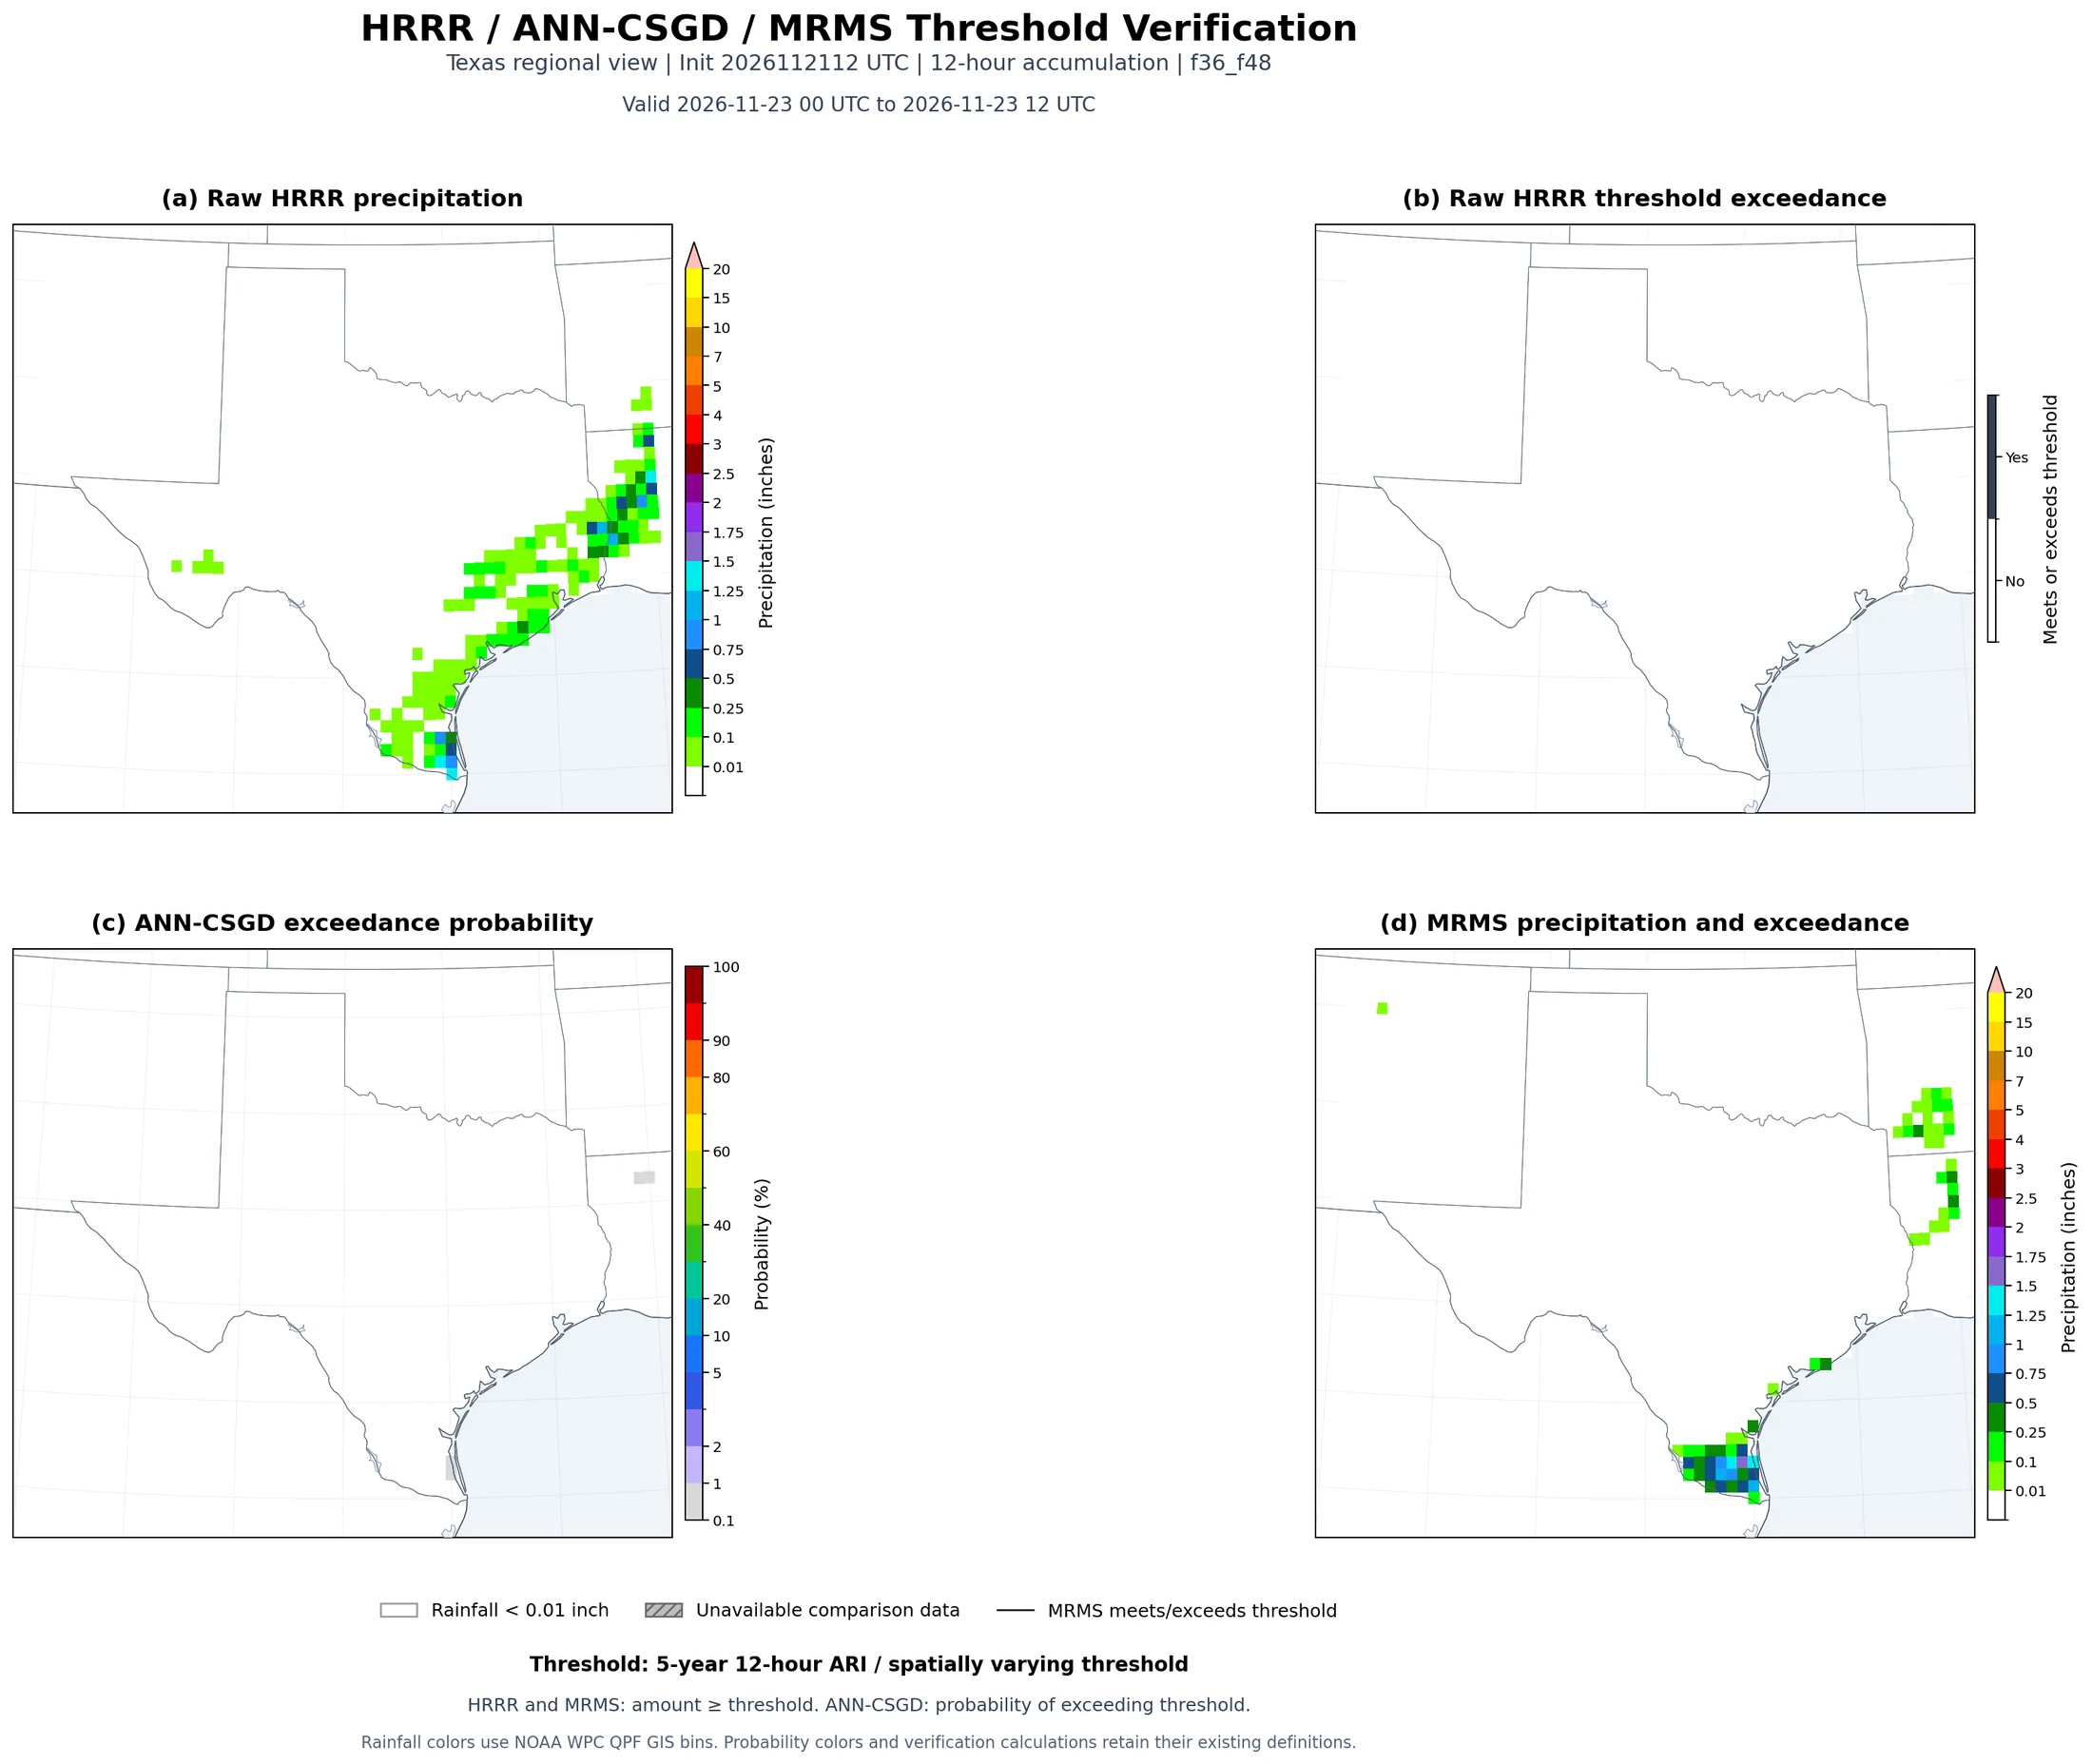 HRRR / ANN-CSGD / MRMS Threshold Verification
Texas regional view | Init 2026112112 UTC | 12-hour accumulation | f36_f48
Valid 2026-11-23 00 UTC to 2026-11-23 12 UTC
(a) Raw HRRR precipitation
20
15
10
7
5
4
3
2.5
2
1.75
1.5
1.25
1
0.75
0.5
0.25
0.1
0.01
Precipitation (inches)
(b) Raw HRRR threshold exceedance
Yes
No
Meets or exceeds threshold
(c) ANN-CSGD exceedance probability
100
90
80
60
40
20
10
5
2
1
0.1
Probability (%)
(d) MRMS precipitation and exceedance
20
15
10
7
5
4
3
2.5
2
1.75
1.5
1.25
1
0.75
0.5
0.25
0.1
0.01
Precipitation (inches)
Rainfall < 0.01 inch
Unavailable comparison data
MRMS meets/exceeds threshold
Threshold: 5-year 12-hour ARI / spatially varying threshold
HRRR and MRMS: amount ≥ threshold. ANN-CSGD: probability of exceeding threshold.
Rainfall colors use NOAA WPC QPF GIS bins. Probability colors and verification calculations retain their existing definitions.